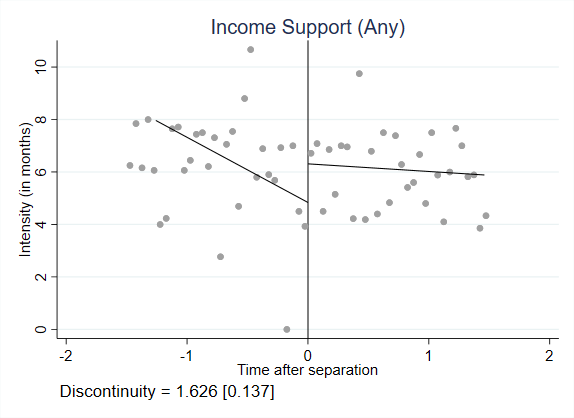 Income Support (Any)
Intensity (in months)
10
8
6
4
2
0
-2 -1 0 1 2
Time after separation
Discontinuity = 1.626 [0.137]